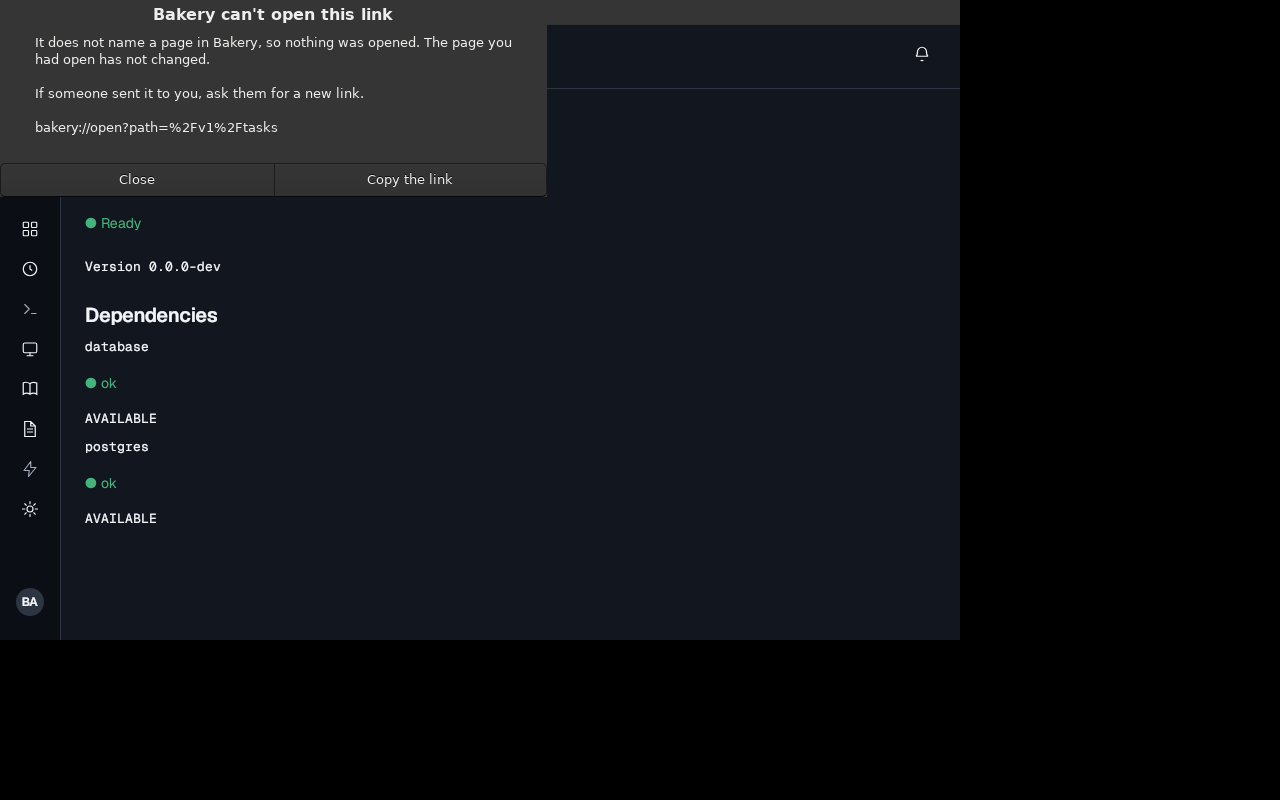 Bakery can't open this link
It does not name a page in Bakery, so nothing was opened. The page you
had open has not changed.
If someone sent it to you, ask them for a new link.
bakery://open?path=%2Fv1%2Ftasks
Close
Copy the link
Ready
Version 0.0.0-dev
Dependencies
database
ok
AVAILABLE
postgres
ok
AVAILABLE
BA